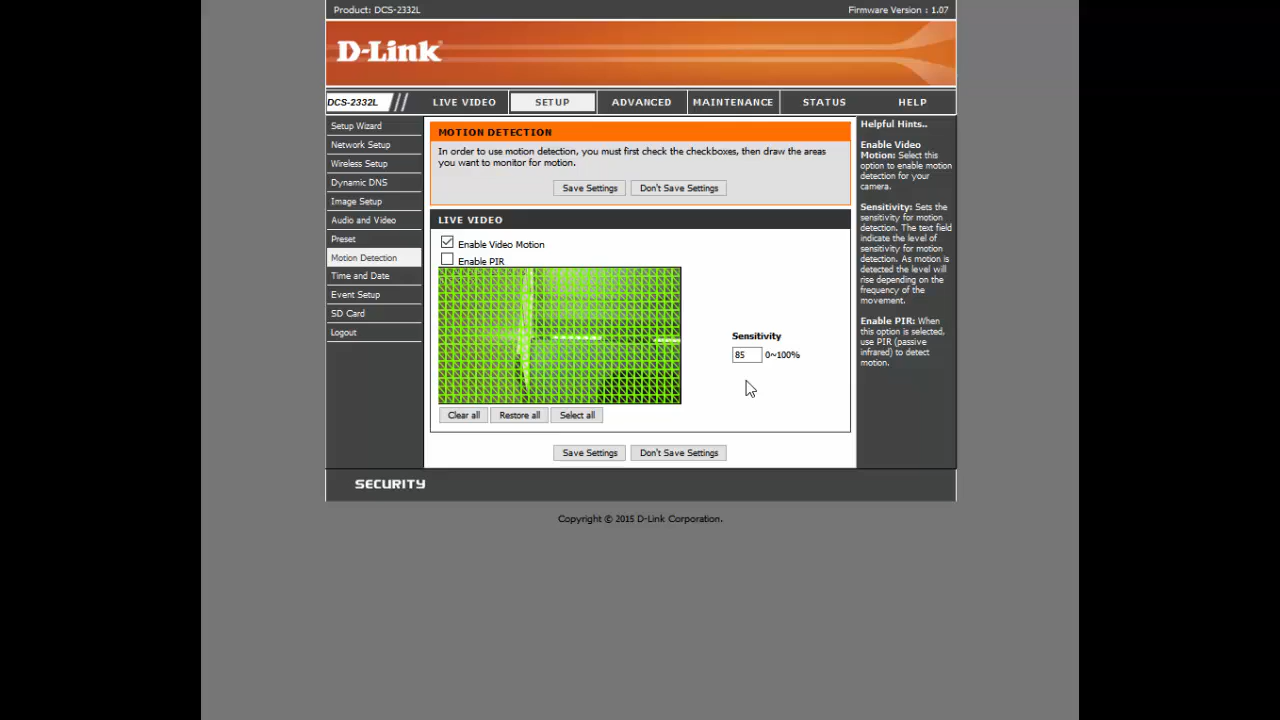 Product: DCS-2332L
Firmware Version : 1.07
D-Link
DCS-2332L
LIVE VIDEO
SETUP
ADVANCED
MAINTENANCE
STATUS
HELP
Setup Wizard
Network Setup
Wireless Setup
Dynamic DNS
Image Setup
Audio and Video
Preset
Motion Detection
Time and Date
Event Setup
SD Card
Logout
MOTION DETECTION
In order to use motion detection, you must first check the checkboxes, then draw the areas
you want to monitor for motion.
Save Settings
Don't Save Settings
LIVE VIDEO
Enable Video Motion
Enable PIR
Sensitivity
85 0~100%
Clear all
Restore all
Select all
Save Settings
Don't Save Settings
Helpful Hints..
Enable Video
Motion: Select this
option to enable motion
detection for your
camera.
Sensitivity: Sets the
sensitivity for motion
detection. The text field
indicate the level of
sensitivity for motion
detection. As motion is
detected the level will
rise depending on the
frequency of the
movement.
Enable PIR: When
this option is selected,
use PIR (passive
infrared) to detect
motion.
SECURITY
Copyright © 2015 D-Link Corporation.